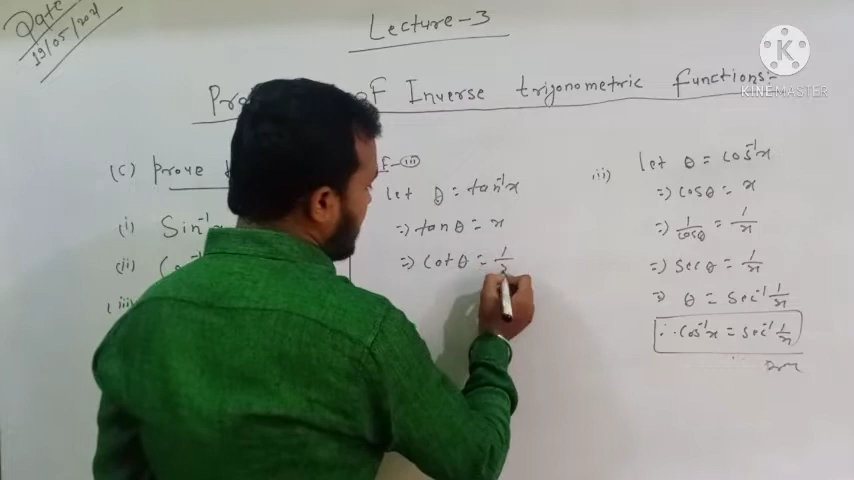 Date
19/05/2021
Lecture-3
of Inverse trigonometric functions:-
KINEMASTER
(c) Prove
(i) Sin⁻¹x
(ii)
(iii)
(iii)
let θ = tan⁻¹x
=> tanθ = x
=> cotθ = 1/
ii) let θ = cos⁻¹x
=> cosθ = x
=> 1/cosθ = 1/x
=> secθ = 1/x
=> θ = sec⁻¹ 1/x
∴ cos⁻¹x = sec⁻¹ 1/x